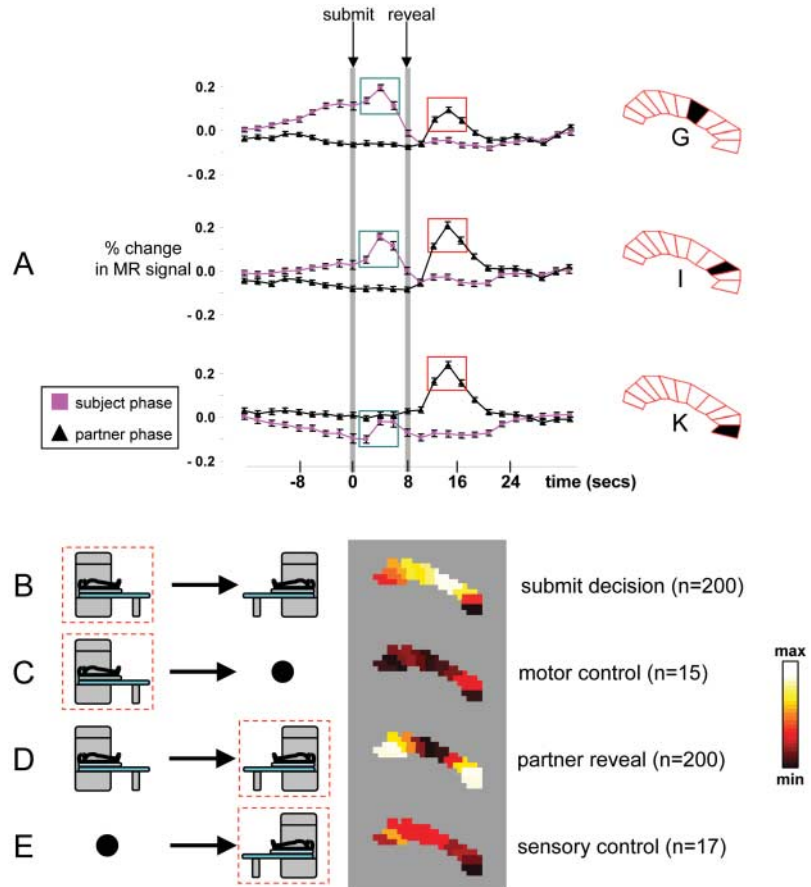 submit reveal
0.2
0.0
- 0.2
G
0.2
0.0
- 0.2
A
% change
in MR signal
I
0.2
0.0
- 0.2
subject phase
partner phase
K
-8 0 8 16 24 time (secs)
B submit decision (n=200)
C motor control (n=15)
D partner reveal (n=200)
E sensory control (n=17)
max
min